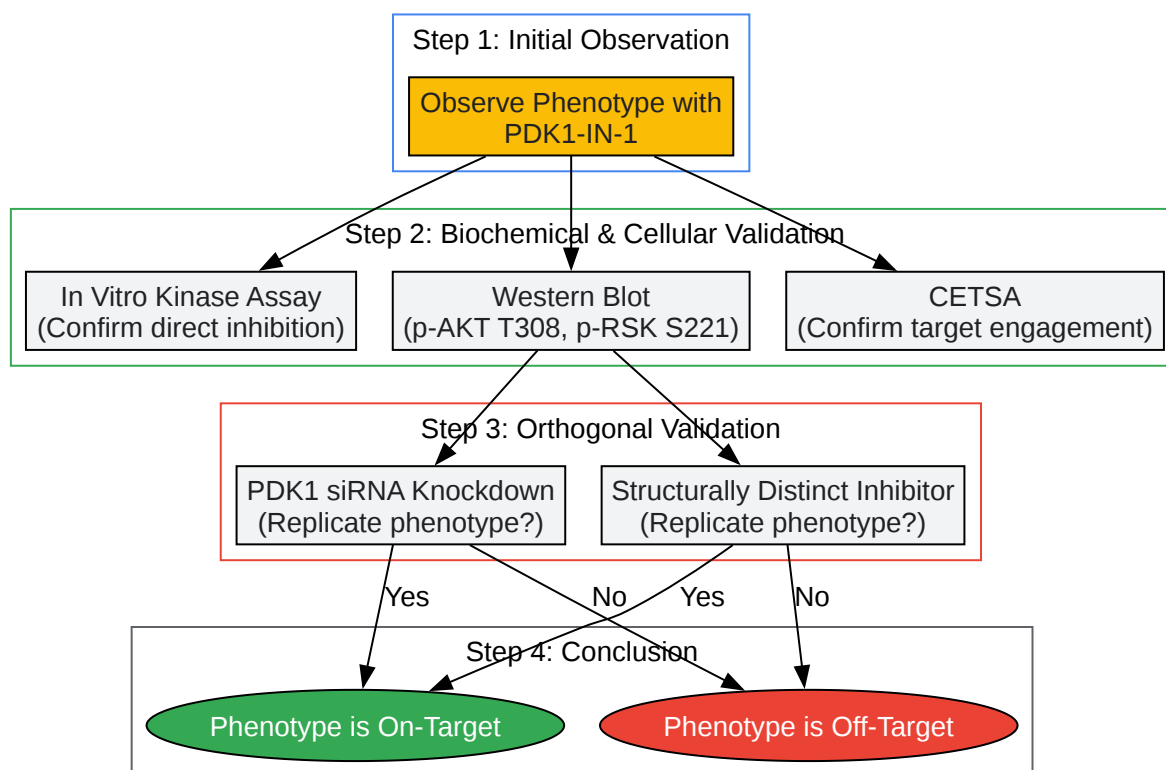 Step 1: Initial Observation
Observe Phenotype with
PDK1-IN-1
Step 2: Biochemical & Cellular Validation
In Vitro Kinase Assay
(Confirm direct inhibition)
Western Blot
(p-AKT T308, p-RSK S221)
CETSA
(Confirm target engagement)
Step 3: Orthogonal Validation
PDK1 siRNA Knockdown
(Replicate phenotype?)
Structurally Distinct Inhibitor
(Replicate phenotype?)
Yes
No
Yes
No
Step 4: Conclusion
Phenotype is On-Target
Phenotype is Off-Target